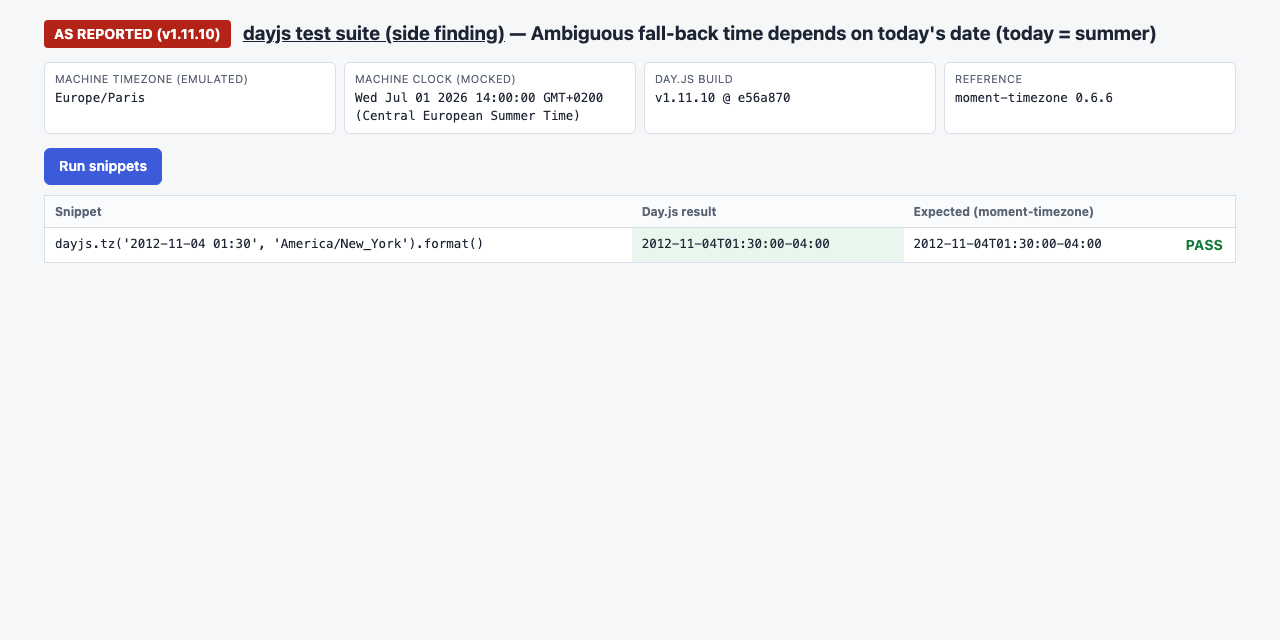 AS REPORTED (v1.11.10) dayjs test suite (side finding) — Ambiguous fall-back time depends on today's date (today = summer)
MACHINE TIMEZONE (EMULATED)
Europe/Paris
MACHINE CLOCK (MOCKED)
Wed Jul 01 2026 14:00:00 GMT+0200
(Central European Summer Time)
DAY.JS BUILD
v1.11.10 @ e56a870
REFERENCE
moment-timezone 0.6.6
Run snippets
Snippet Day.js result Expected (moment-timezone)
dayjs.tz('2012-11-04 01:30', 'America/New_York').format() 2012-11-04T01:30:00-04:00 2012-11-04T01:30:00-04:00 PASS